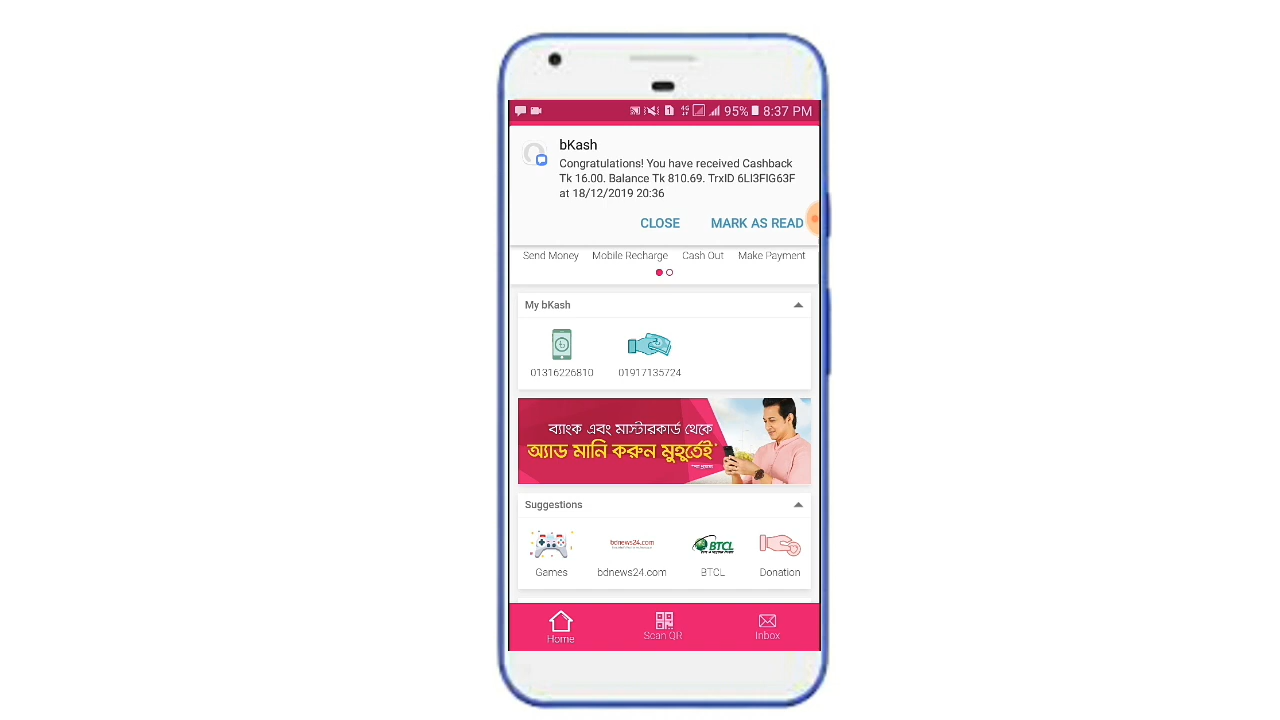 95% 8:37 PM
bKash
Congratulations! You have received Cashback
Tk 16.00. Balance Tk 810.69. TrxID 6LI3FIG63F
at 18/12/2019 20:36
CLOSE MARK AS READ
Send Money Mobile Recharge Cash Out Make Payment
My bKash
01316226810 01917135724
ব্যাংক এবং মাস্টারকার্ড থেকে
অ্যাড মানি করুন মুহূর্তেই*
Suggestions
bdnews24.com BTCL
Games bdnews24.com BTCL Donation
Home Scan QR Inbox